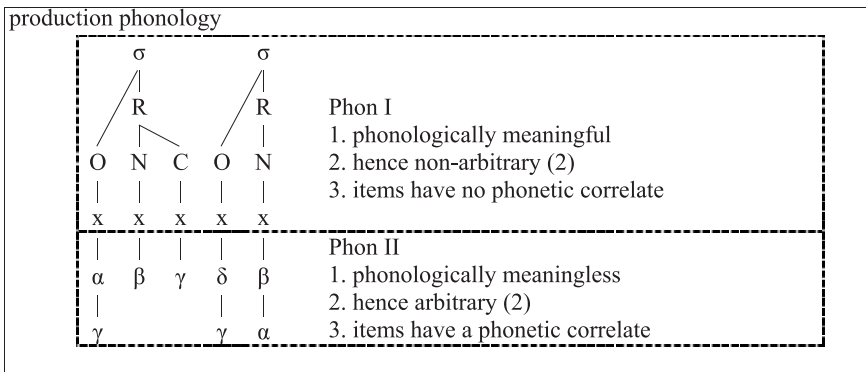 production phonology
σ σ
R R Phon I
1. phonologically meaningful
O N C O N 2. hence non-arbitrary (2)
3. items have no phonetic correlate
x x x x x
Phon II
α β γ δ β 1. phonologically meaningless
2. hence arbitrary (2)
γ γ α 3. items have a phonetic correlate